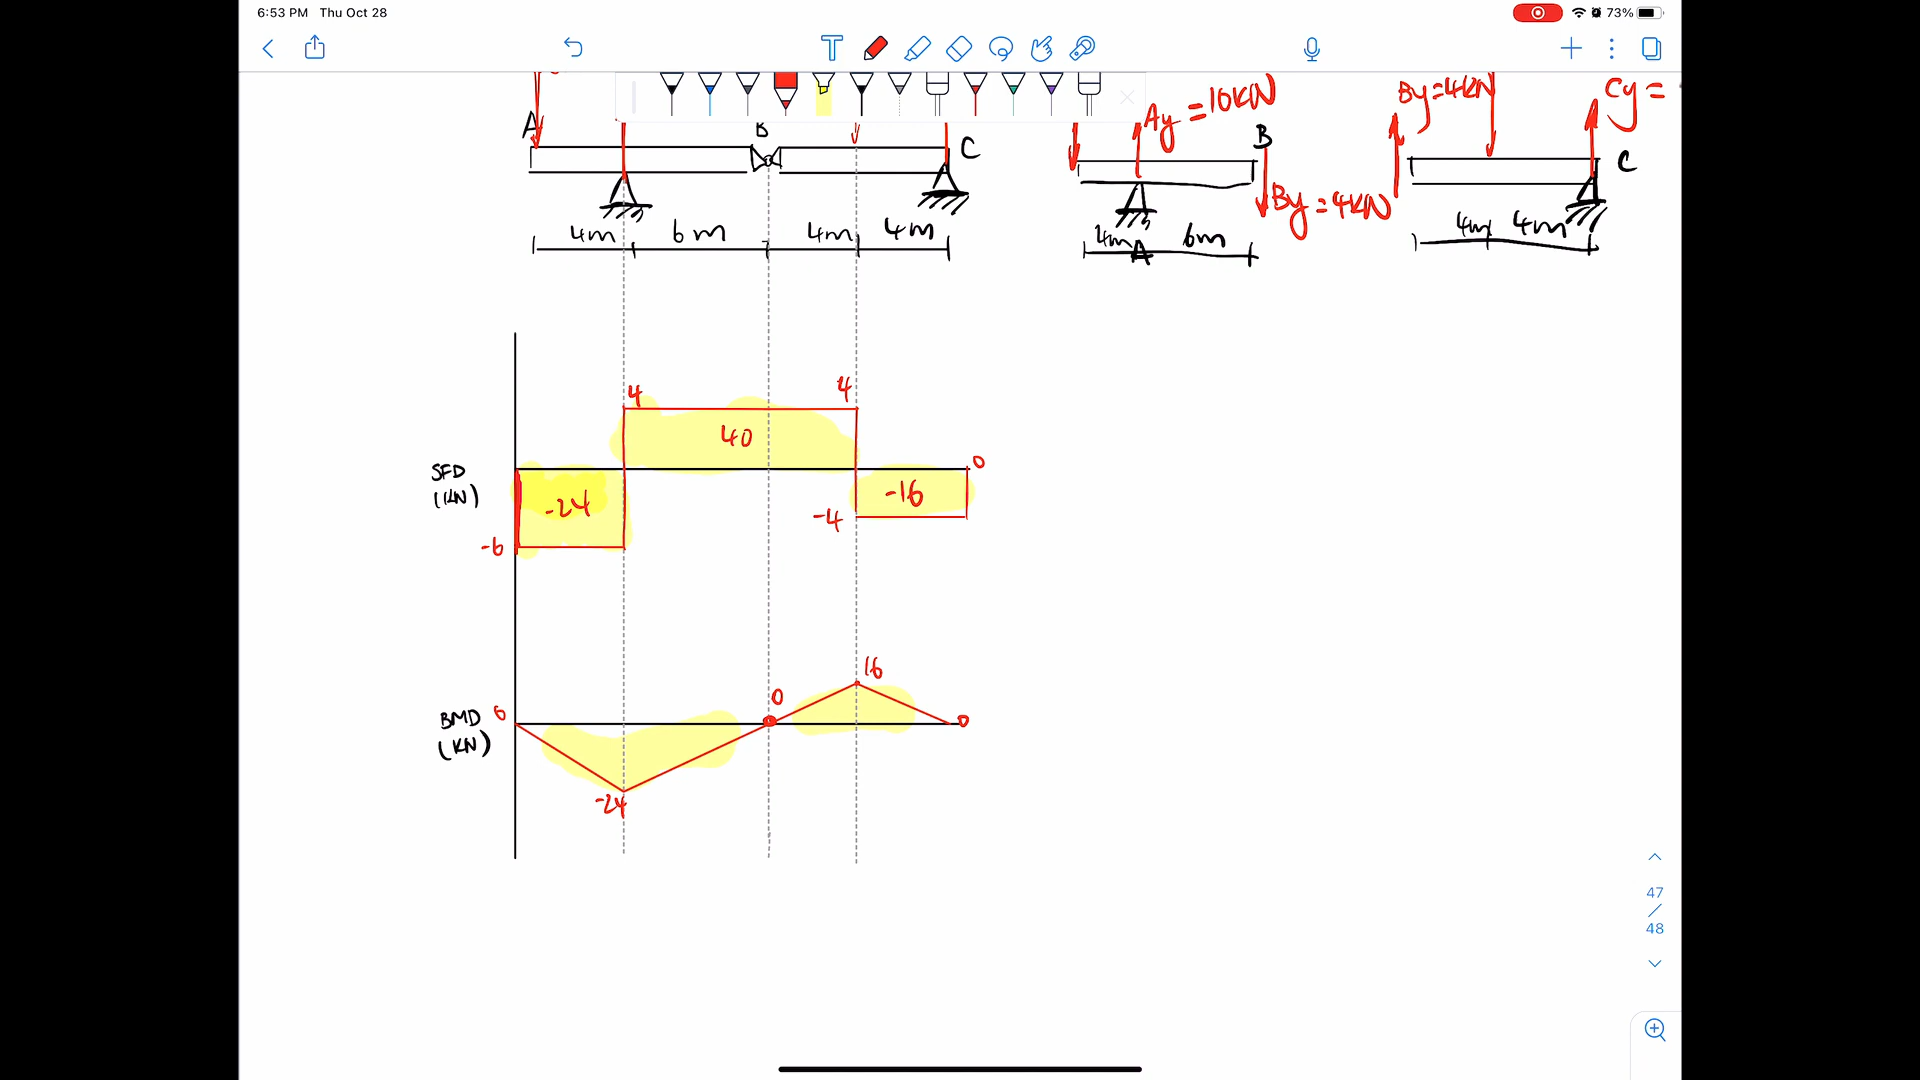 6:53 PM Thu Oct 28
73%
T
Ay = 10KN
By=4KN
Cy =
A
B
C
B
C
By=4KN
4m 6m 4m 4m
4m 6m
A
4m 4m
4 4
40
SFD
(KN)
-24
-16
0
-4
-6
16
0
BMD
(KN)
0
0
-24
47
/
48